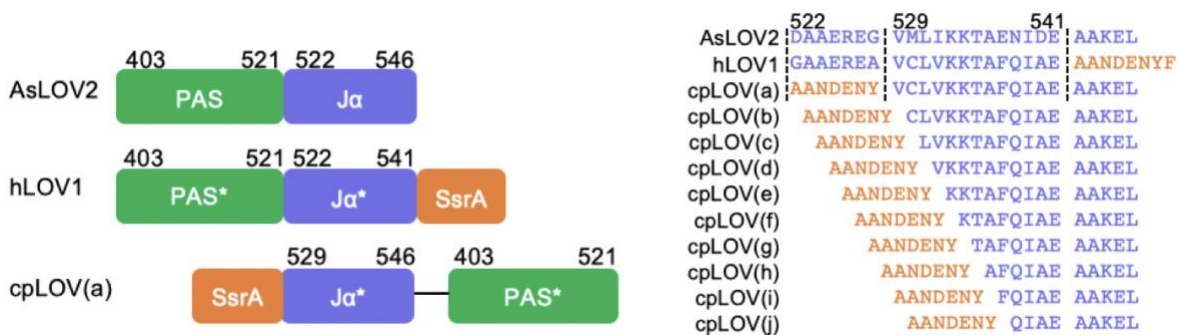 403 521 522 546
AsLOV2 PAS Jα
403 521 522 541
hLOV1 PAS* Jα* SsrA
529 546 403 521
cpLOV(a) SsrA Jα* PAS*
522 529 541
AsLOV2 DAAEREG VMLIKKTAENIDE AAKEL
hLOV1 GAAEREA VCLVKKTAFQIAE AANDENYF
cpLOV(a) AANDENY VCLVKKTAFQIAE AAKEL
cpLOV(b) AANDENY CLVKKTAFQIAE AAKEL
cpLOV(c) AANDENY LVKKTAFQIAE AAKEL
cpLOV(d) AANDENY VKKTAFQIAE AAKEL
cpLOV(e) AANDENY KKTAFQIAE AAKEL
cpLOV(f) AANDENY KTAFQIAE AAKEL
cpLOV(g) AANDENY TAFQIAE AAKEL
cpLOV(h) AANDENY AFQIAE AAKEL
cpLOV(i) AANDENY FQIAE AAKEL
cpLOV(j) AANDENY QIAE AAKEL